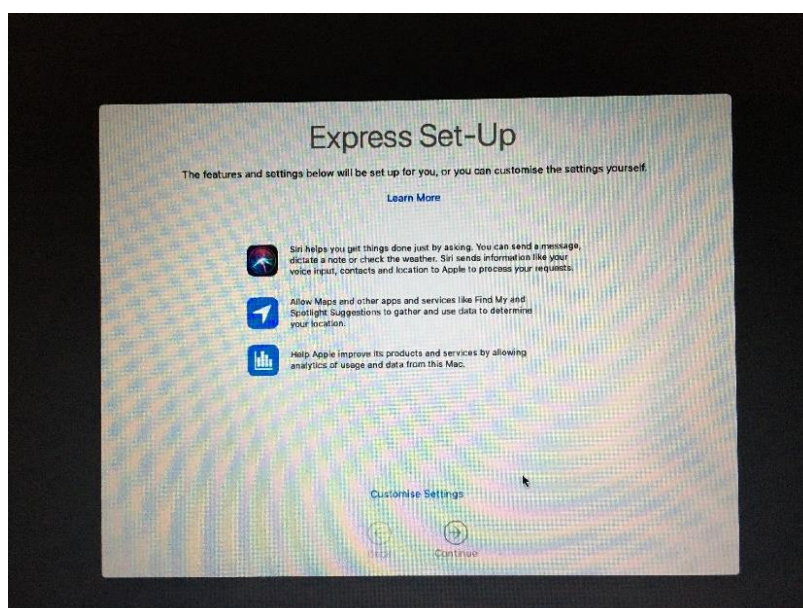 Express Set-Up
The features and settings below will be set up for you, or you can customise the settings yourself.
Learn More
Siri helps you get things done just by asking. You can send a message,
dictate a note or check the weather. Siri sends information like your
voice input, contacts and location to Apple to process your requests.
Allow Maps and other apps and services like Find My and
Spotlight Suggestions to gather and use data to determine
your location.
Help Apple improve its products and services by allowing
analytics of usage and data from this Mac.
Customise Settings
Back
Continue